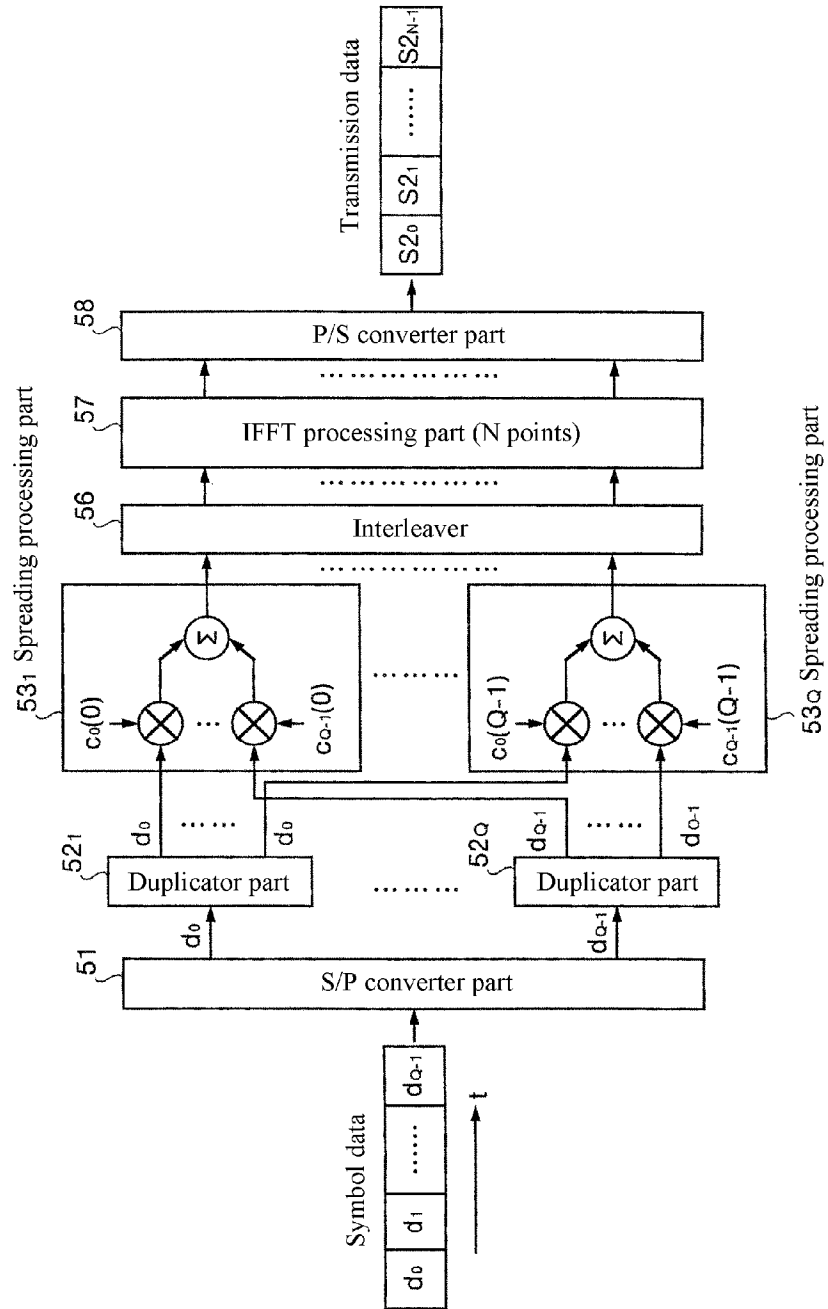 Symbol data
d0
d1
......
dQ-1
t
51
S/P converter part
d0
dQ-1
521
Duplicator part
d0
......
d0
......
52Q
Duplicator part
dQ-1
......
dQ-1
531 Spreading processing part
c0(0)
...
cQ-1(0)
Σ
......
c0(Q-1)
...
cQ-1(Q-1)
Σ
53Q Spreading processing part
56
Interleaver
57
IFFT processing part (N points)
58
P/S converter part
Transmission data
S20
S21
......
S2N-1